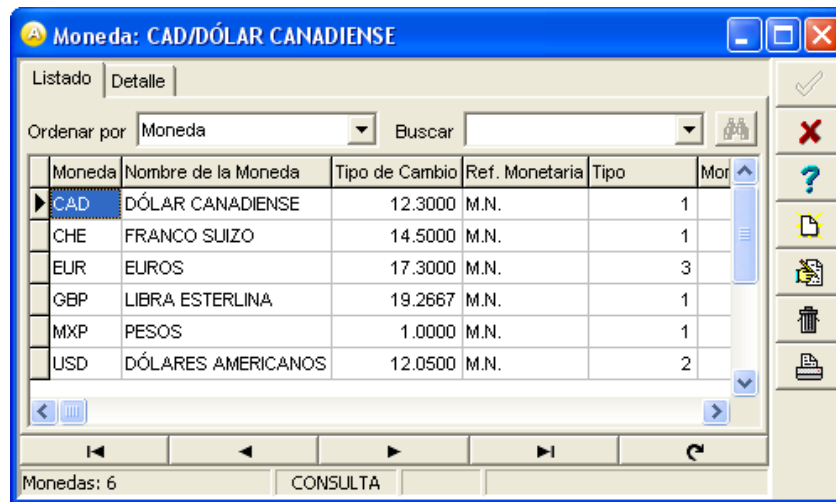 Moneda: CAD/DÓLAR CANADIENSE
Listado Detalle
Ordenar por Moneda Buscar
Moneda Nombre de la Moneda Tipo de Cambio Ref. Monetaria Tipo Mor
CAD DÓLAR CANADIENSE 12.3000 M.N. 1
CHE FRANCO SUIZO 14.5000 M.N. 1
EUR EUROS 17.3000 M.N. 3
GBP LIBRA ESTERLINA 19.2667 M.N. 1
MXP PESOS 1.0000 M.N. 1
USD DÓLARES AMERICANOS 12.0500 M.N. 2
Monedas: 6 CONSULTA